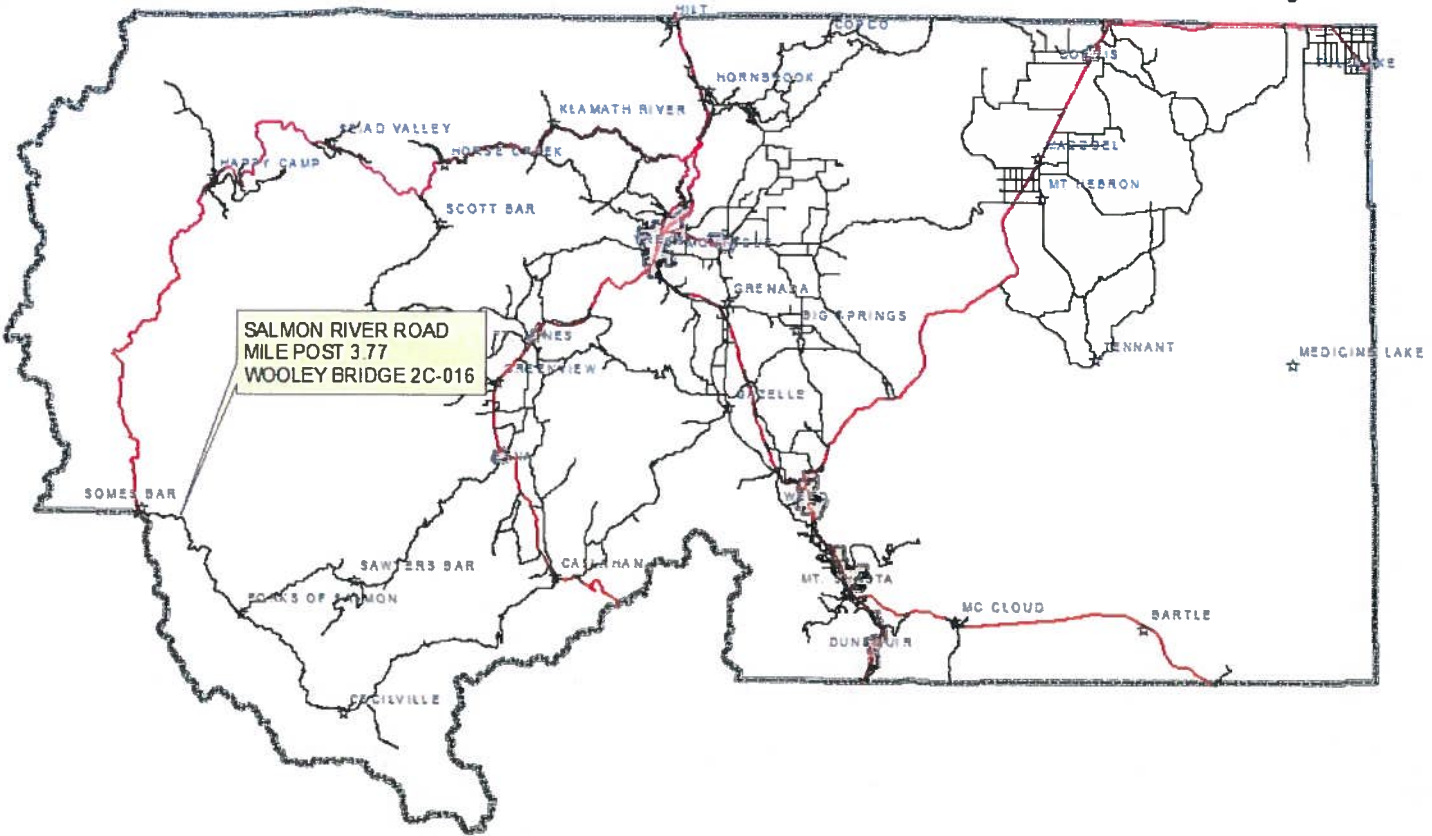 HILT
COPCO
HORNBROOK
KLAMATH RIVER
SEIAD VALLEY
HORSE CREEK
HAPPY CAMP
MT HEBRON
SCOTT BAR
GRENADA
BIG SPRINGS
SALMON RIVER ROAD
MILE POST 3.77
WOOLEY BRIDGE 2C-016
TENNANT
MEDICINE LAKE
GREENVIEW
GAZELLE
SOMES BAR
SAWYERS BAR
CALLAHAN
MT. SHASTA
FORKS OF SALMON
MC CLOUD
BARTLE
DUNSMUIR
CECILVILLE